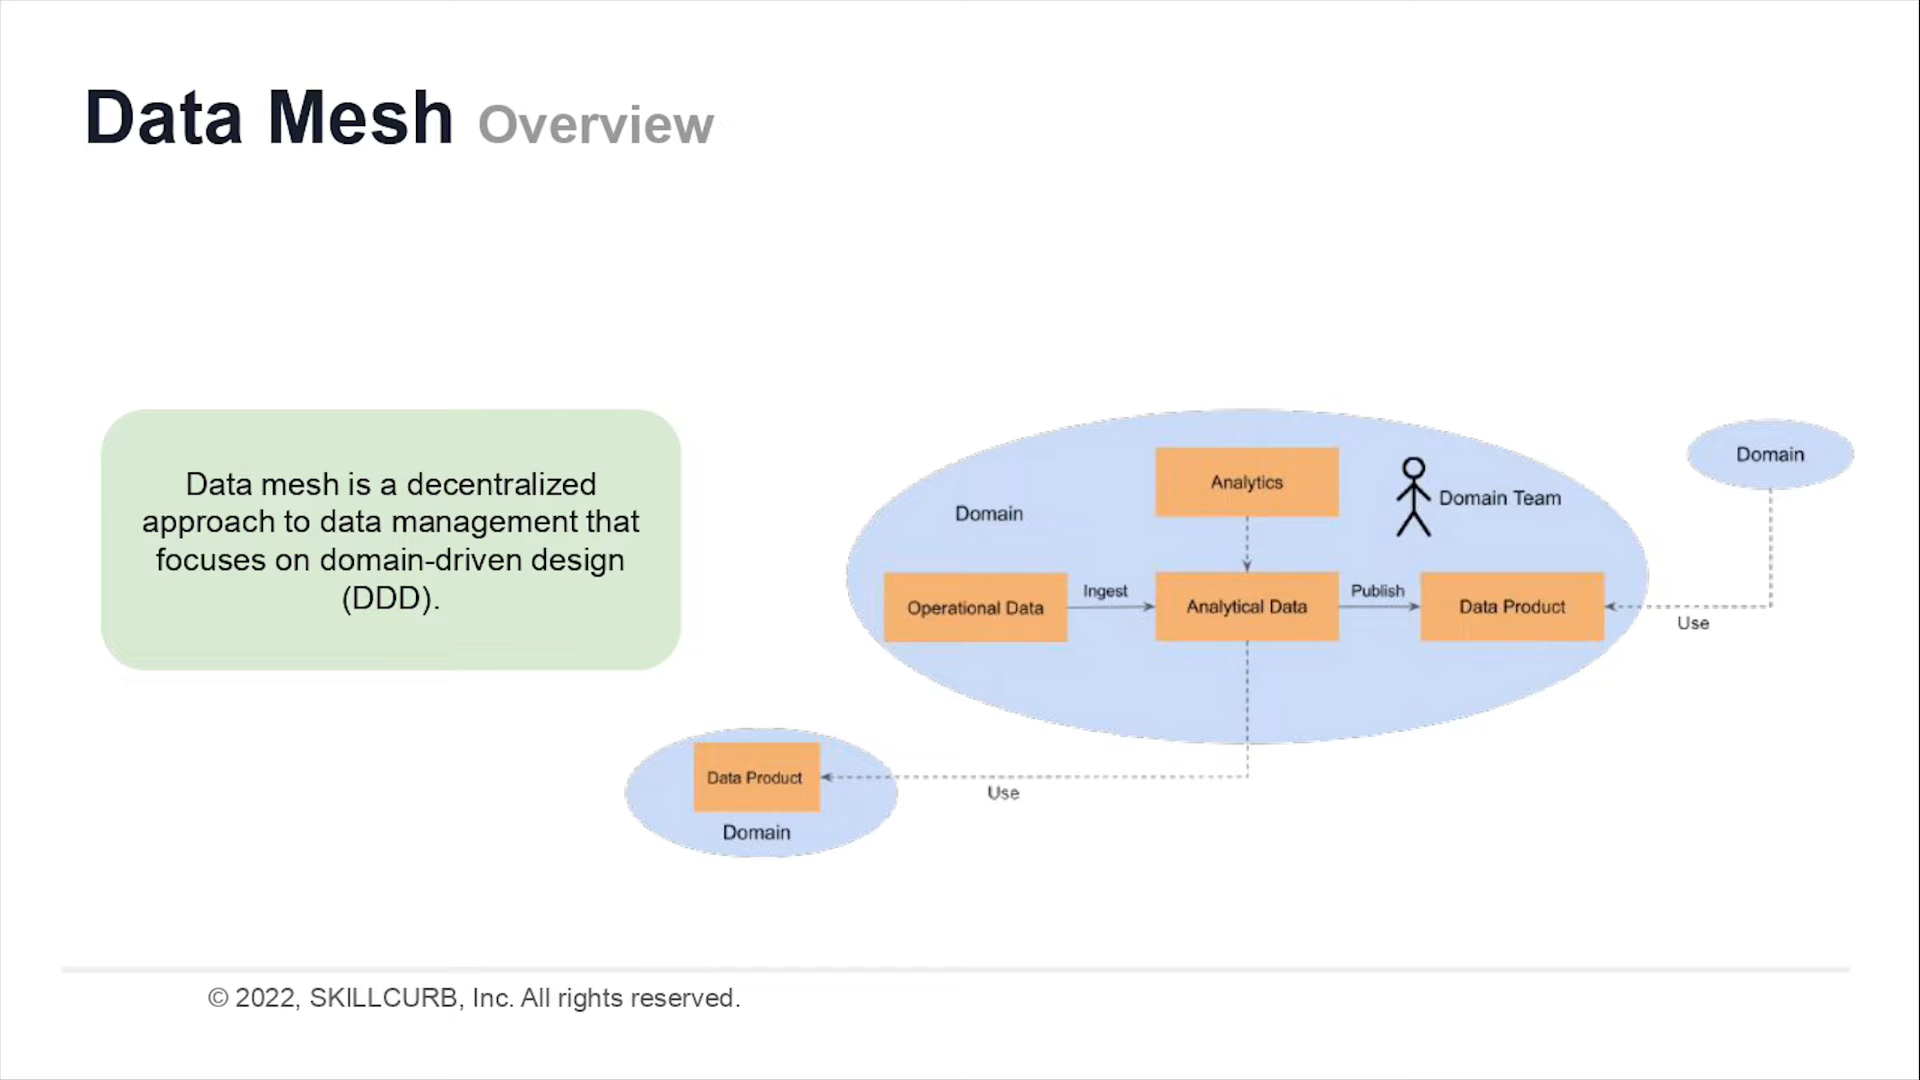 Data Mesh Overview
Data mesh is a decentralized
approach to data management that
focuses on domain-driven design
(DDD).
Domain
Analytics
Domain Team
Domain
Operational Data
Ingest
Analytical Data
Publish
Data Product
Use
Data Product
Domain
Use
© 2022, SKILLCURB, Inc. All rights reserved.